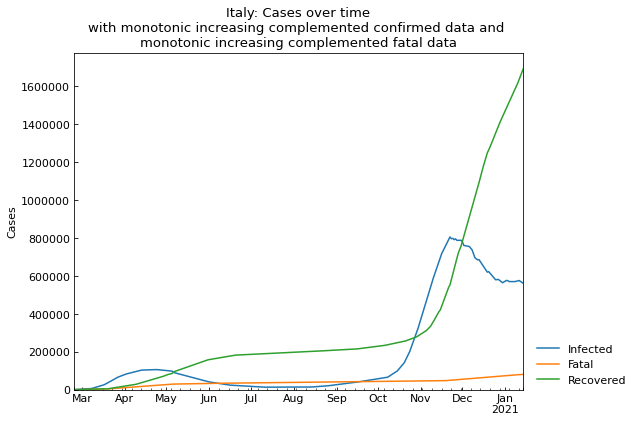 Italy: Cases over time
with monotonic increasing complemented confirmed data and
monotonic increasing complemented fatal data
1600000
1400000
1200000
1000000
800000
600000
400000
200000
0
Cases
Mar Apr May Jun Jul Aug Sep Oct Nov Dec Jan
2021
Infected
Fatal
Recovered